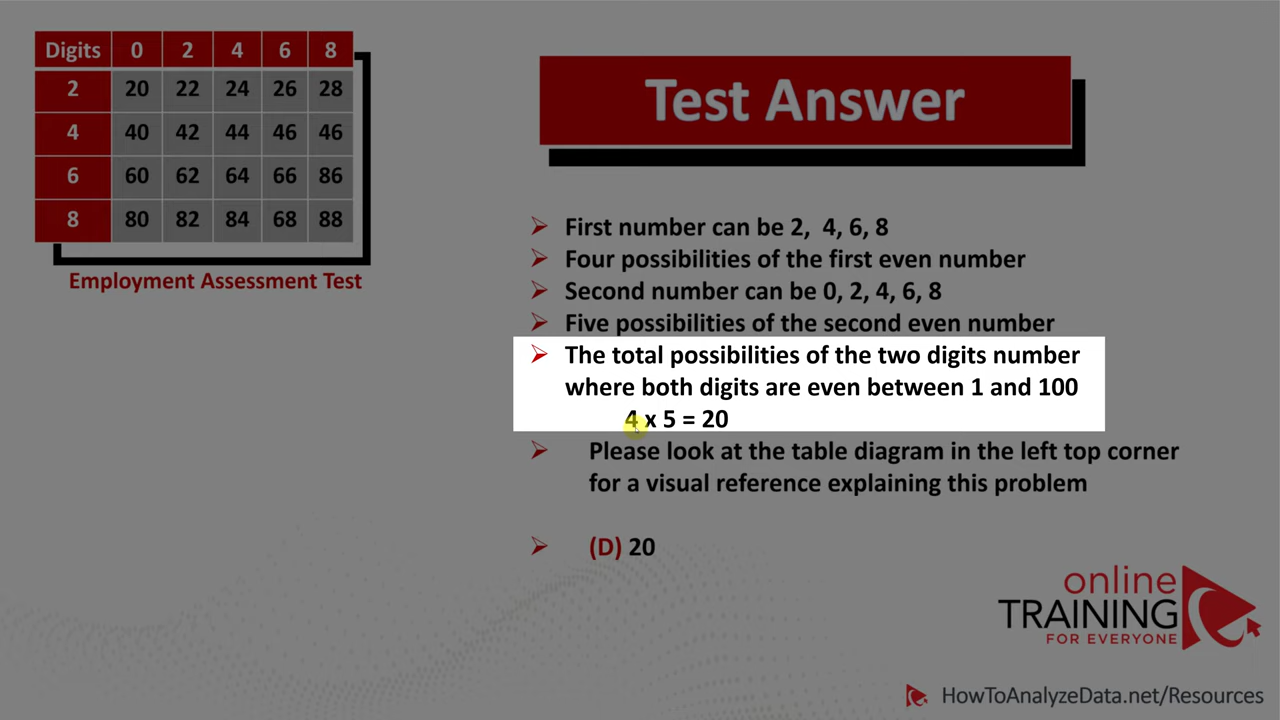 Digits 0 2 4 6 8
2 20 22 24 26 28
4 40 42 44 46 46
6 60 62 64 66 86
8 80 82 84 68 88
Employment Assessment Test
Test Answer
First number can be 2, 4, 6, 8
Four possibilities of the first even number
Second number can be 0, 2, 4, 6, 8
Five possibilities of the second even number
The total possibilities of the two digits number
where both digits are even between 1 and 100
4 x 5 = 20
Please look at the table diagram in the left top corner
for a visual reference explaining this problem
(D) 20
online
TRAINING
FOR EVERYONE
HowToAnalyzeData.net/Resources